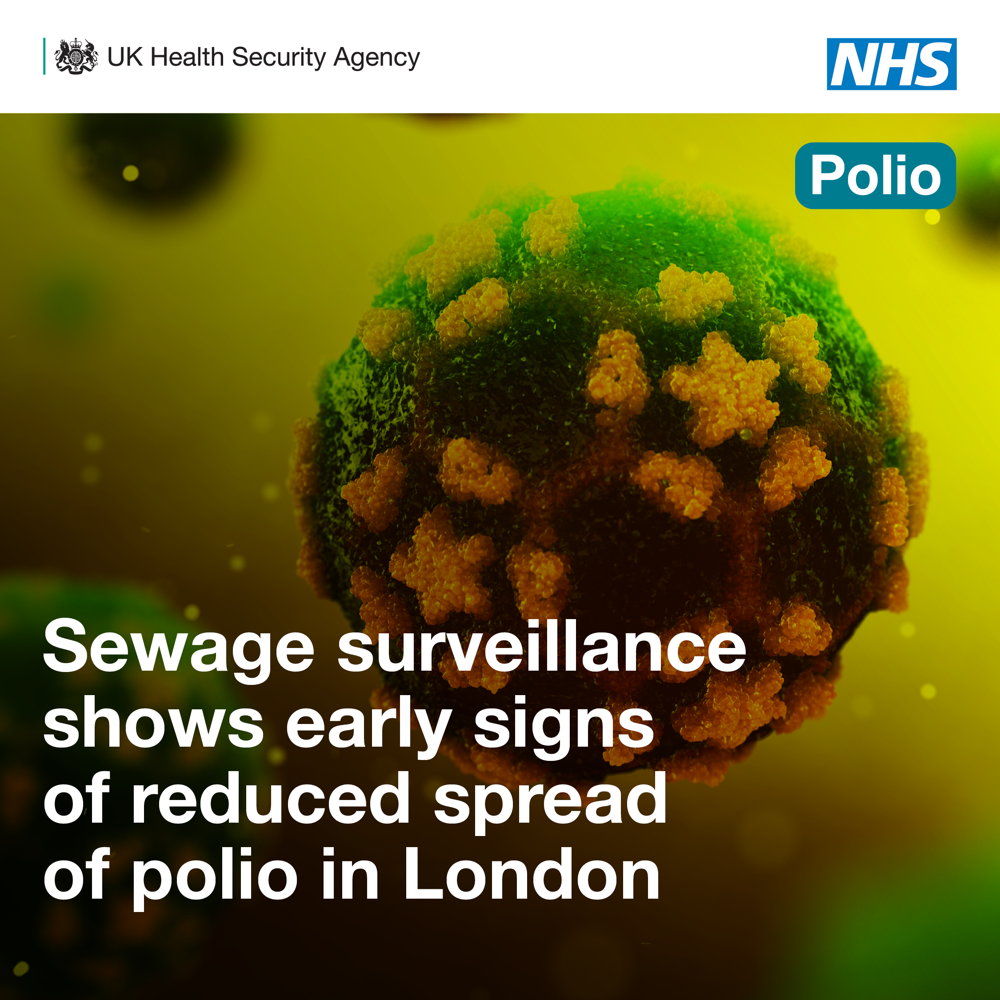 UK Health Security Agency
NHS
Polio
Sewage surveillance
shows early signs
of reduced spread
of polio in London